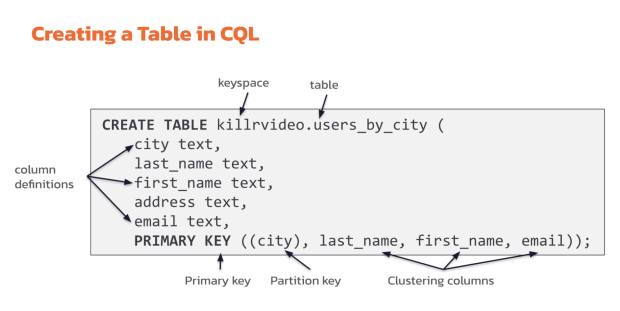 Creating a Table in CQL
keyspace
table
CREATE TABLE killrvideo.users_by_city (
city text,
last_name text,
first_name text,
address text,
email text,
PRIMARY KEY ((city), last_name, first_name, email));
column
definitions
Primary key
Partition key
Clustering columns